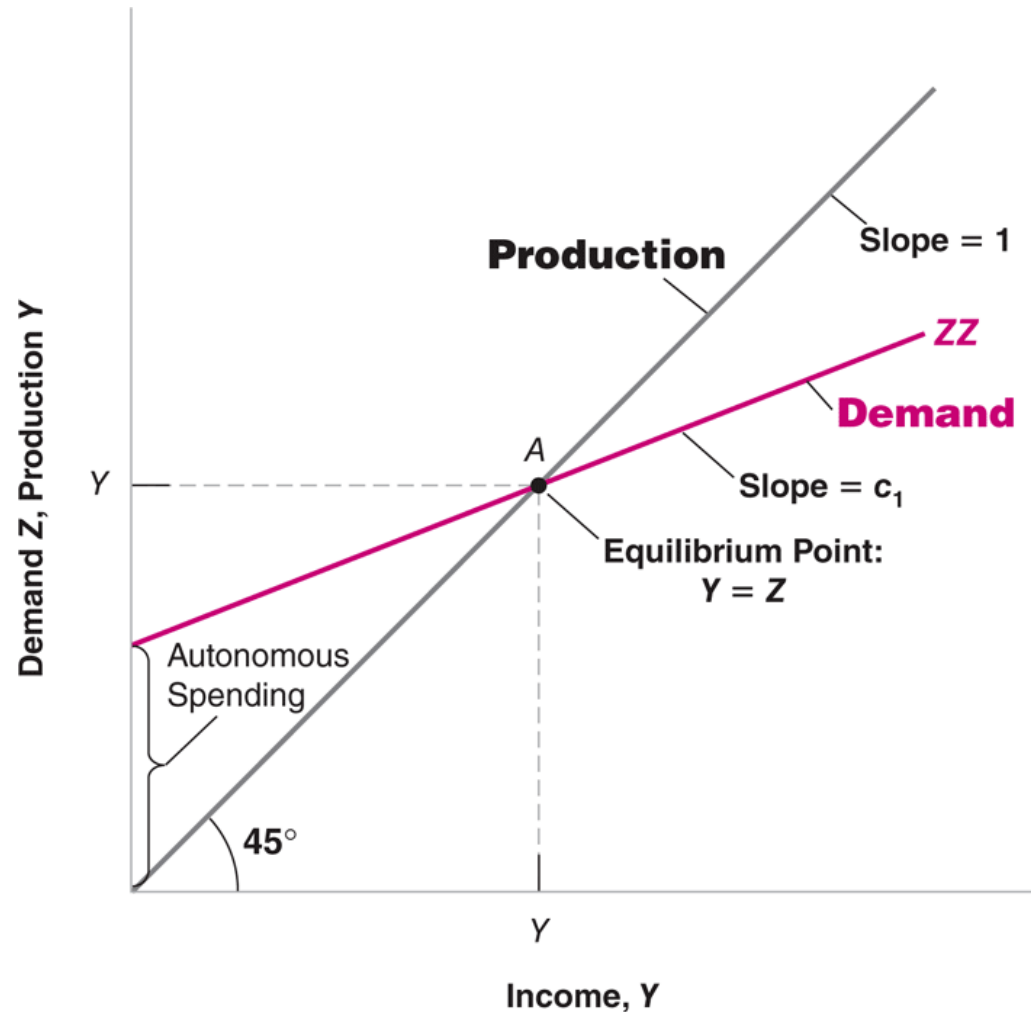 Production
Slope = 1
ZZ
Demand
A
Y
Slope = c₁
Equilibrium Point:
Y = Z
Autonomous
Spending
45°
Y
Income, Y
Demand Z, Production Y